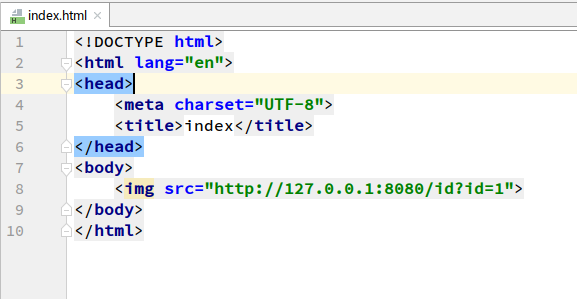 index.html
1 <!DOCTYPE html>
2 <html lang="en">
3 <head>
4 <meta charset="UTF-8">
5 <title>index</title>
6 </head>
7 <body>
8 <img src="http://127.0.0.1:8080/id?id=1">
9 </body>
10 </html>